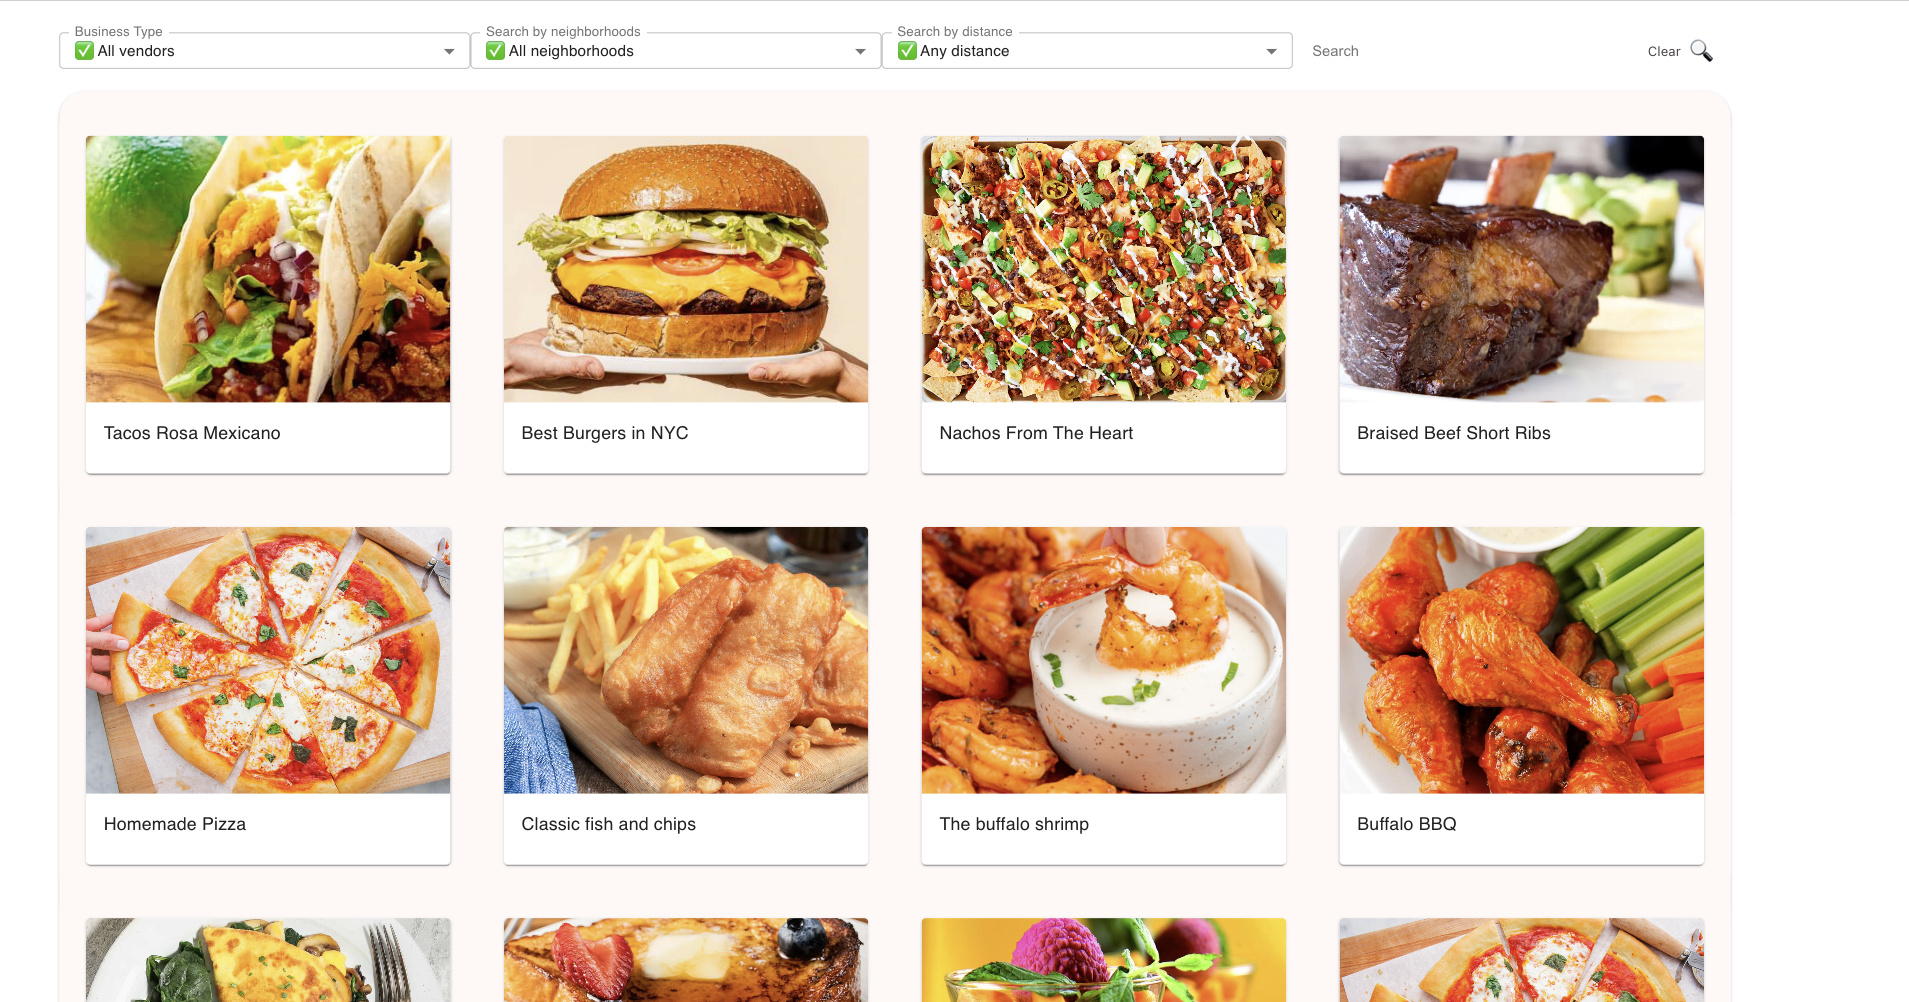 Business Type
✅ All vendors
Search by neighborhoods
✅ All neighborhoods
Search by distance
✅ Any distance
Search
Clear
Tacos Rosa Mexicano
Best Burgers in NYC
Nachos From The Heart
Braised Beef Short Ribs
Homemade Pizza
Classic fish and chips
The buffalo shrimp
Buffalo BBQ